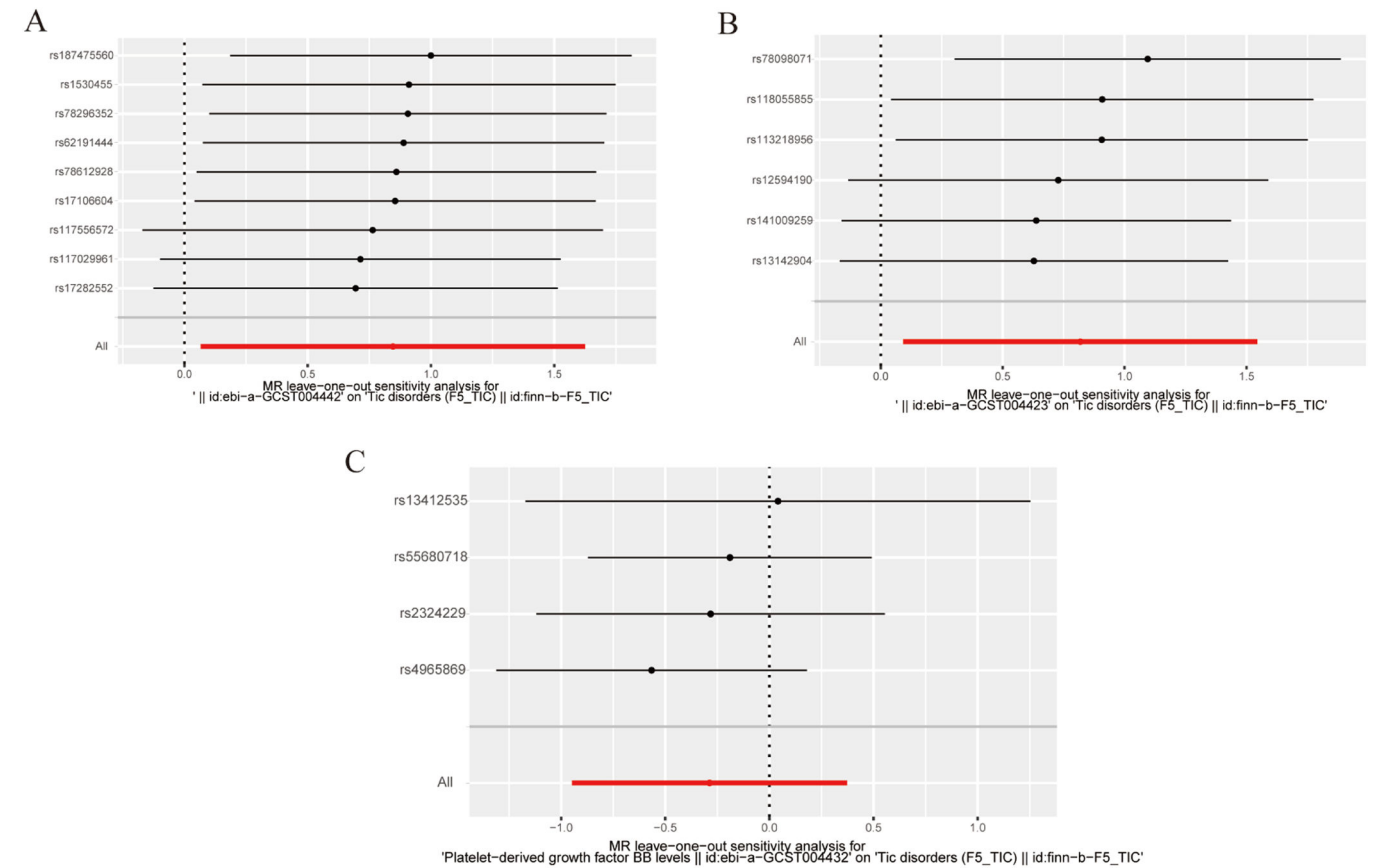 A
rs187475560
rs1530455
rs78296352
rs62191444
rs78612928
rs17106604
rs117556572
rs117029961
rs17282552
All
0.0 0.5 1.0 1.5
MR leave−one−out sensitivity analysis for
' || id:ebi−a−GCST004442' on 'Tic disorders (F5_TIC) || id:finn−b−F5_TIC'
B
rs78098071
rs118055855
rs113218956
rs12594190
rs141009259
rs13142904
All
0.0 0.5 1.0 1.5
MR leave−one−out sensitivity analysis for
' || id:ebi−a−GCST004423' on 'Tic disorders (F5_TIC) || id:finn−b−F5_TIC'
C
rs13412535
rs55680718
rs2324229
rs4965869
All
−1.0 −0.5 0.0 0.5 1.0
MR leave−one−out sensitivity analysis for
'Platelet−derived growth factor BB levels || id:ebi−a−GCST004432' on 'Tic disorders (F5_TIC) || id:finn−b−F5_TIC'